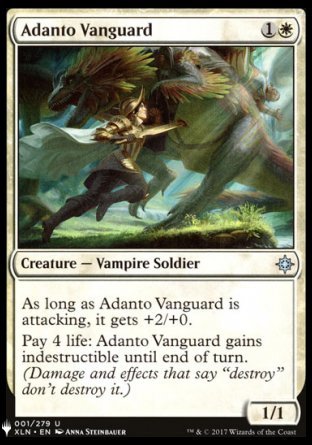 Adanto Vanguard 1
Creature — Vampire Soldier
As long as Adanto Vanguard is
attacking, it gets +2/+0.
Pay 4 life: Adanto Vanguard gains
indestructible until end of turn.
(Damage and effects that say “destroy”
don’t destroy it.)
1/1
001/279 U
XLN • EN Anna Steinbauer
™ & © 2017 Wizards of the Coast